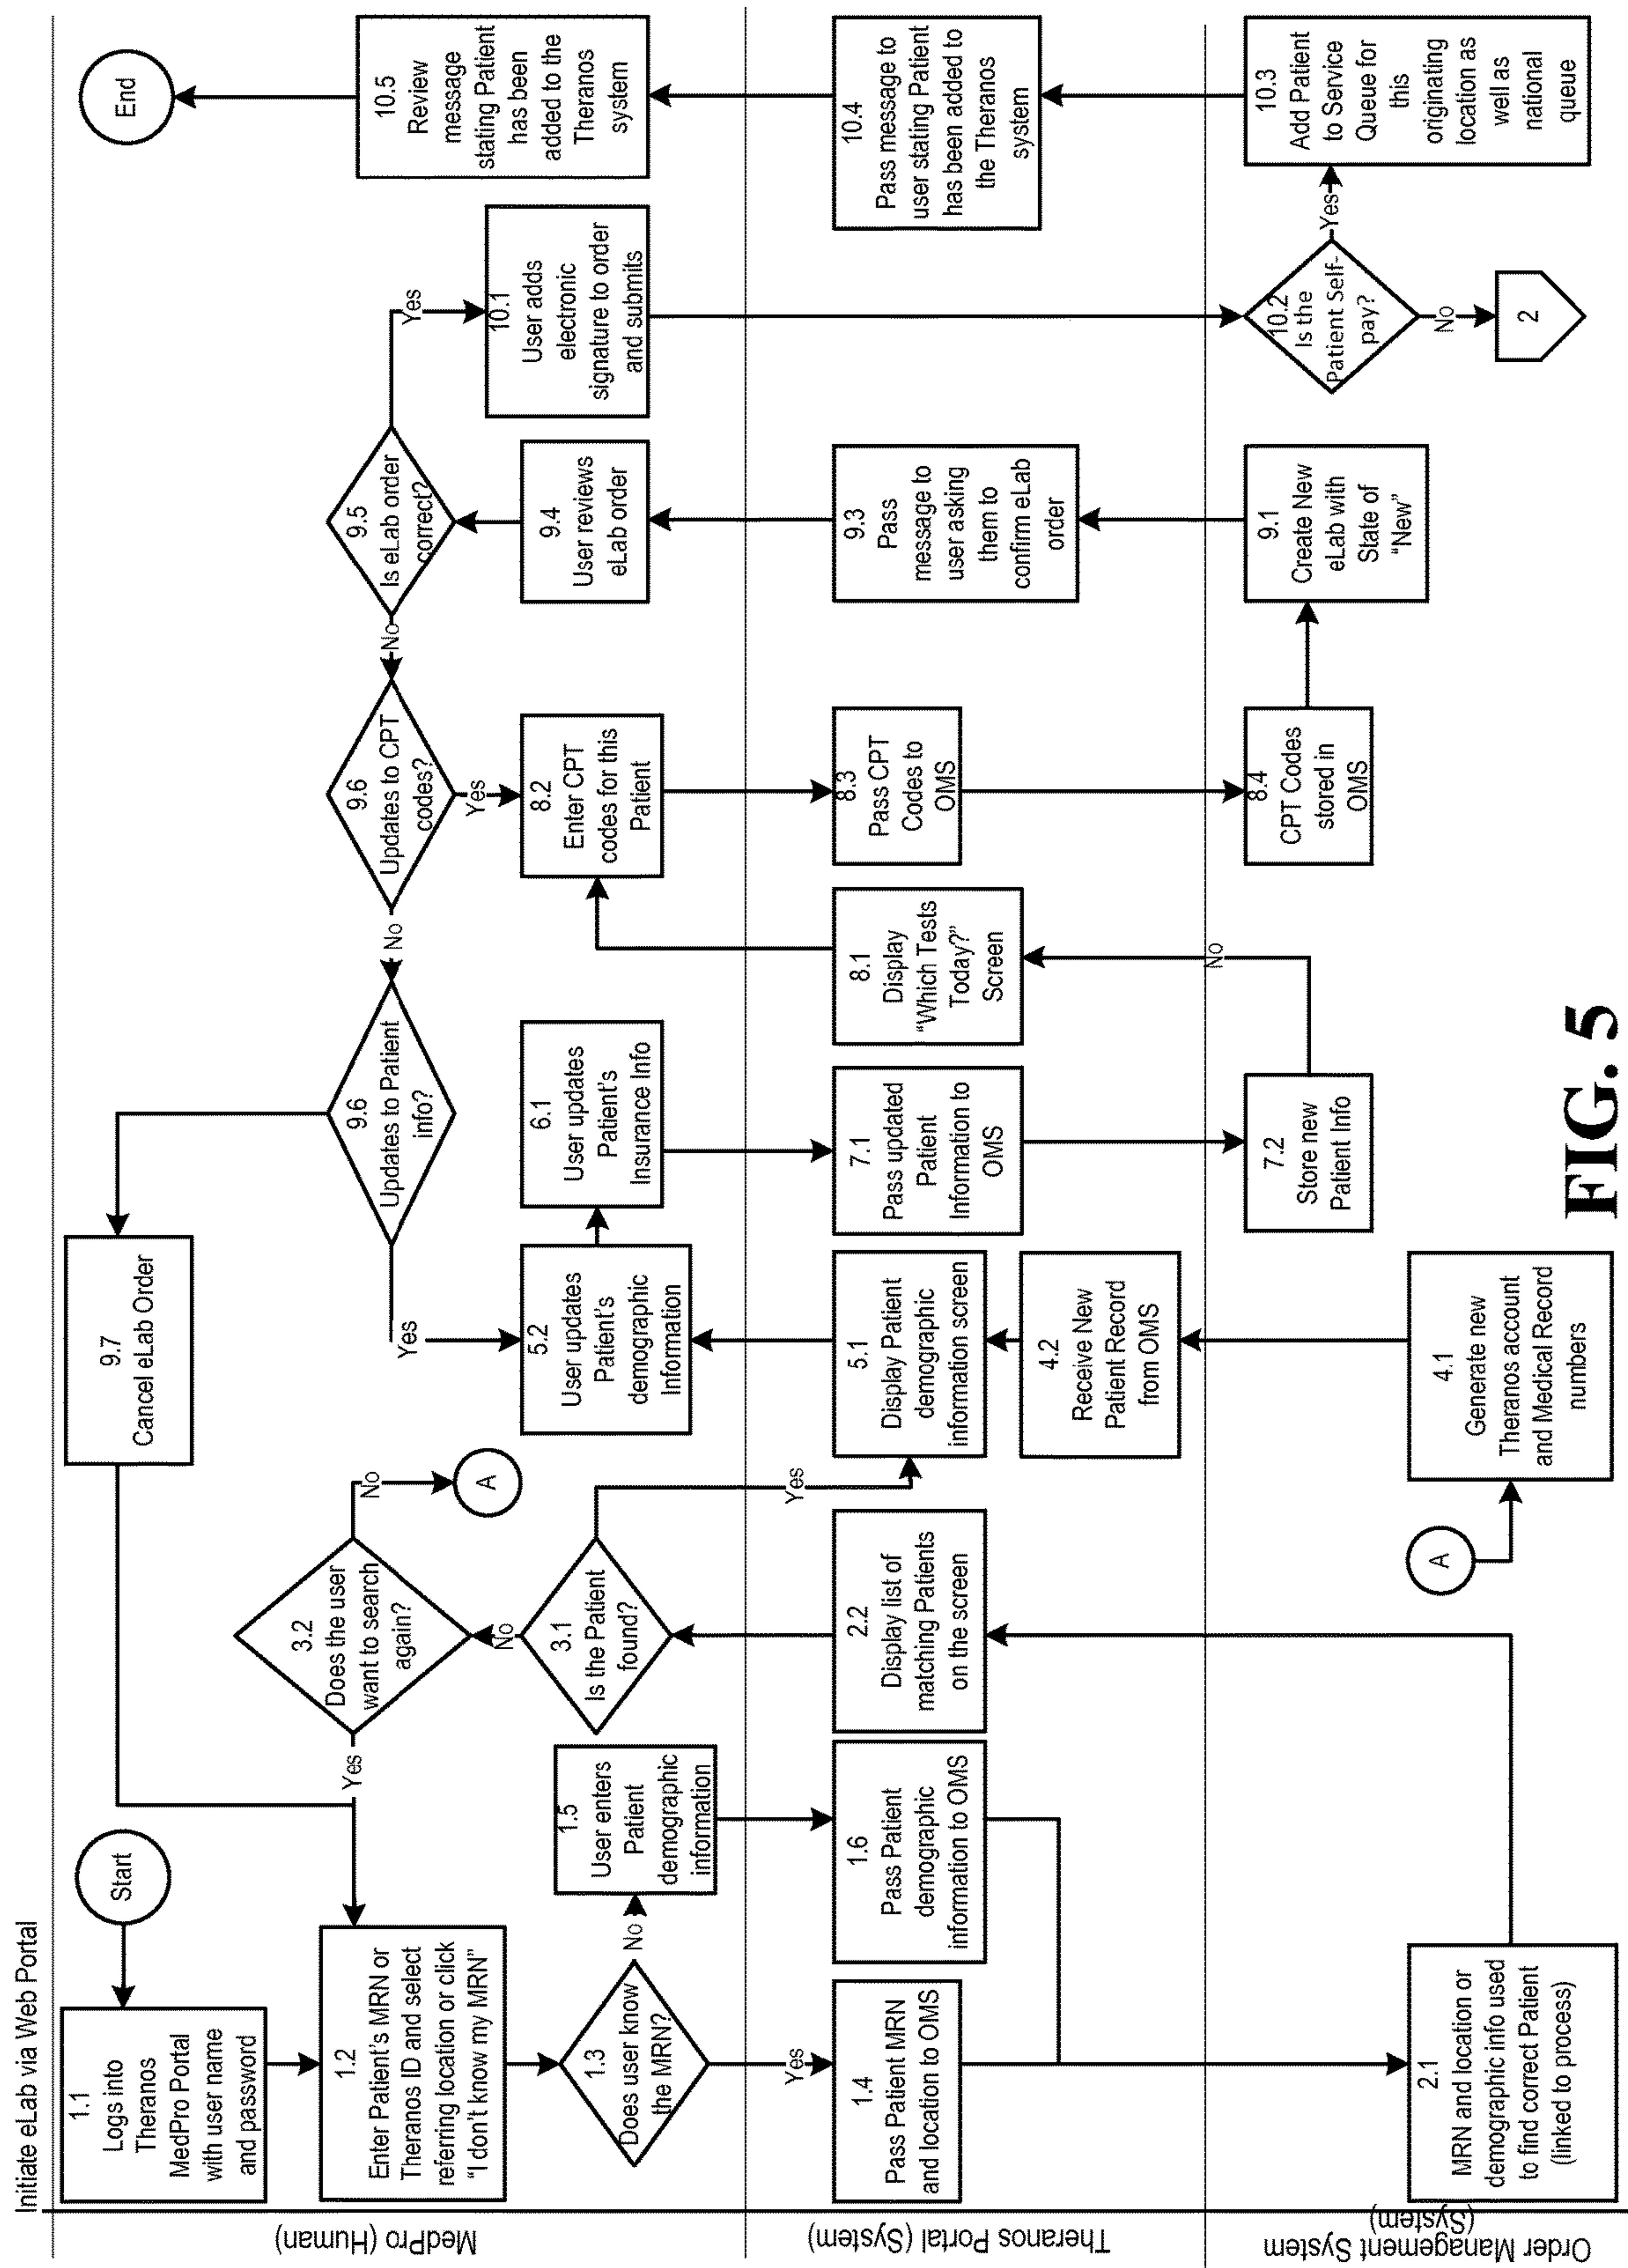 Initiate eLab via Web Portal
MedPro (Human)
Start
1.1
Logs into
Theranos
MedPro Portal
with user name
and password
1.2
Enter Patient's MRN or
Theranos ID and select
referring location or click
“I don't know my MRN”
1.3
Does user know
the MRN?
No
Yes
1.5
User enters
Patient
demographic
information
3.2
Does the user
want to search
again?
Yes
No
A
3.1
Is the Patient
found?
No
Yes
9.7
Cancel eLab Order
5.2
User updates
Patient's
demographic
Information
Yes
9.6
Updates to Patient
info?
6.1
User updates
Patient's
Insurance Info
No
9.6
Updates to CPT
codes?
Yes
8.2
Enter CPT
codes for this
Patient
No
9.5
Is eLab order
correct?
9.4
User reviews
eLab order
Yes
10.1
User adds
electronic
signature to order
and submits
10.5
Review
message
stating Patient
has been
added to the
Theranos
system
End
Theranos Portal (System)
1.4
Pass Patient MRN
and location to OMS
1.6
Pass Patient
demographic
information to OMS
2.2
Display list of
matching Patients
on the screen
5.1
Display Patient
demographic
information screen
4.2
Receive New
Patient Record
from OMS
7.1
Pass updated
Patient
Information to
OMS
8.1
Display
“Which Tests
Today?”
Screen
8.3
Pass CPT
Codes to
OMS
9.3
Pass
message to
user asking
them to
confirm eLab
order
10.4
Pass message to
user stating Patient
has been added to
the Theranos
system
Order Management System
(System)
2.1
MRN and location or
demographic info used
to find correct Patient
(linked to process)
A
4.1
Generate new
Theranos account
and Medical Record
numbers
7.2
Store new
Patient Info
No
8.4
CPT Codes
stored in
OMS
9.1
Create New
eLab with
State of
“New”
10.2
Is the
Patient Self-
pay?
Yes
No
2
10.3
Add Patient
to Service
Queue for
this
originating
location as
well as
national
queue
FIG. 5